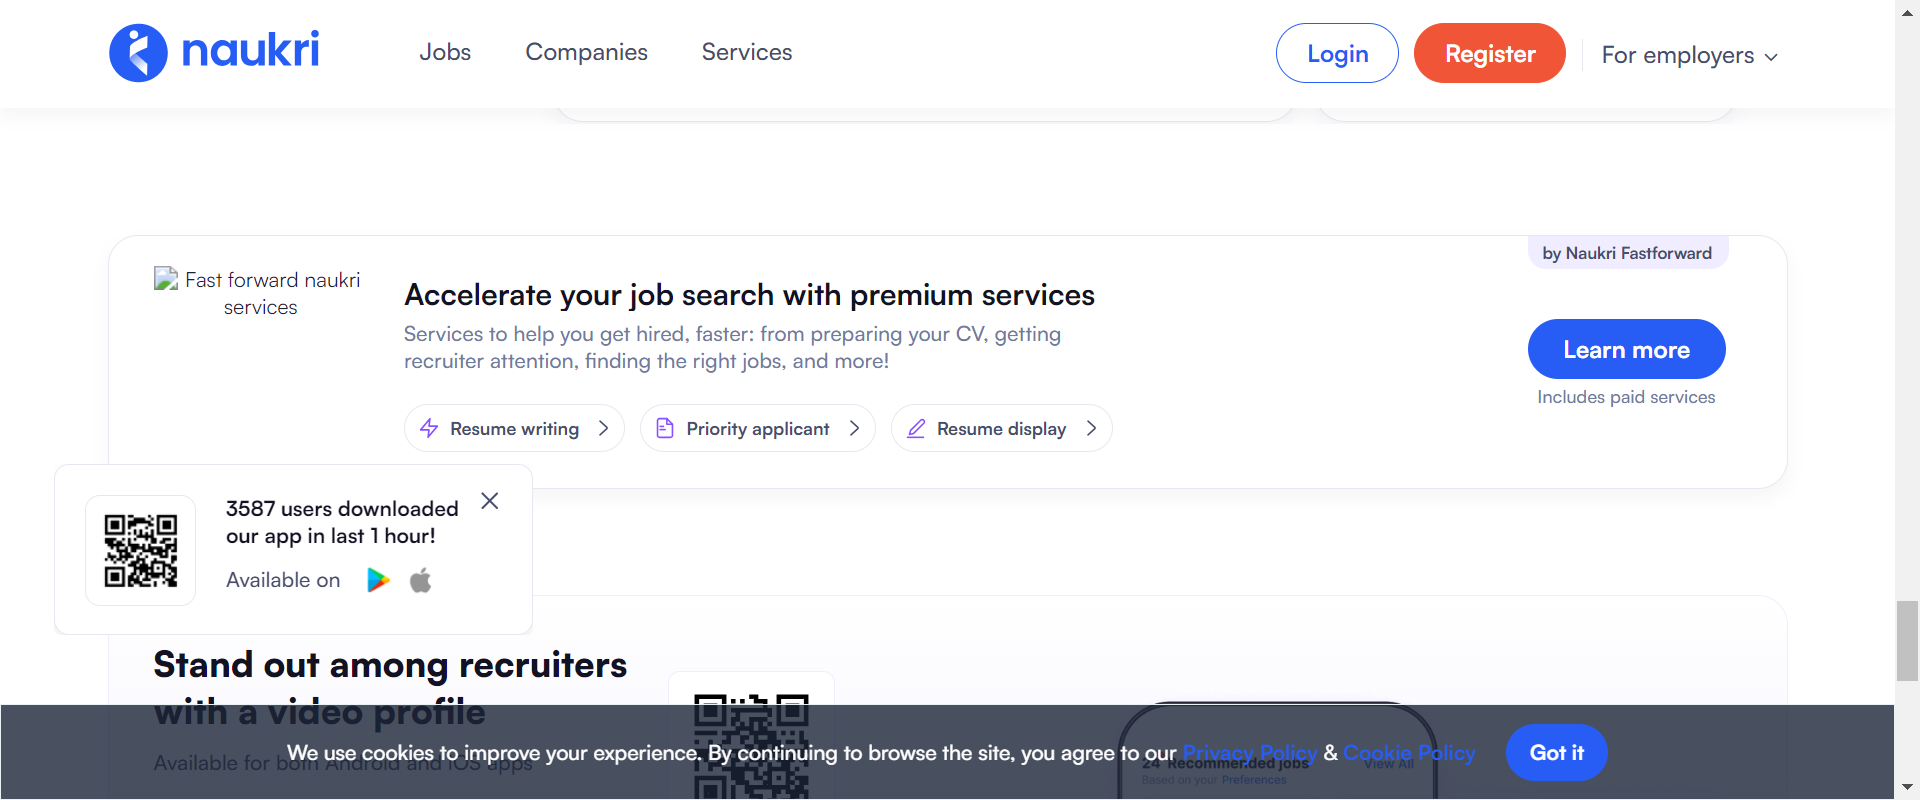 naukri
Jobs
Companies
Services
Login
Register
For employers
by Naukri Fastforward
Fast forward naukri
services
Accelerate your job search with premium services
Services to help you get hired, faster: from preparing your CV, getting
recruiter attention, finding the right jobs, and more!
Learn more
Includes paid services
Resume writing
Priority applicant
Resume display
3587 users downloaded
our app in last 1 hour!
Available on
Stand out among recruiters
with a video profile
Available for both Android and iOS apps
We use cookies to improve your experience. By continuing to browse the site, you agree to our Privacy Policy & Cookie Policy
Got it
24 Recommended jobs
View All
Based on your Preferences